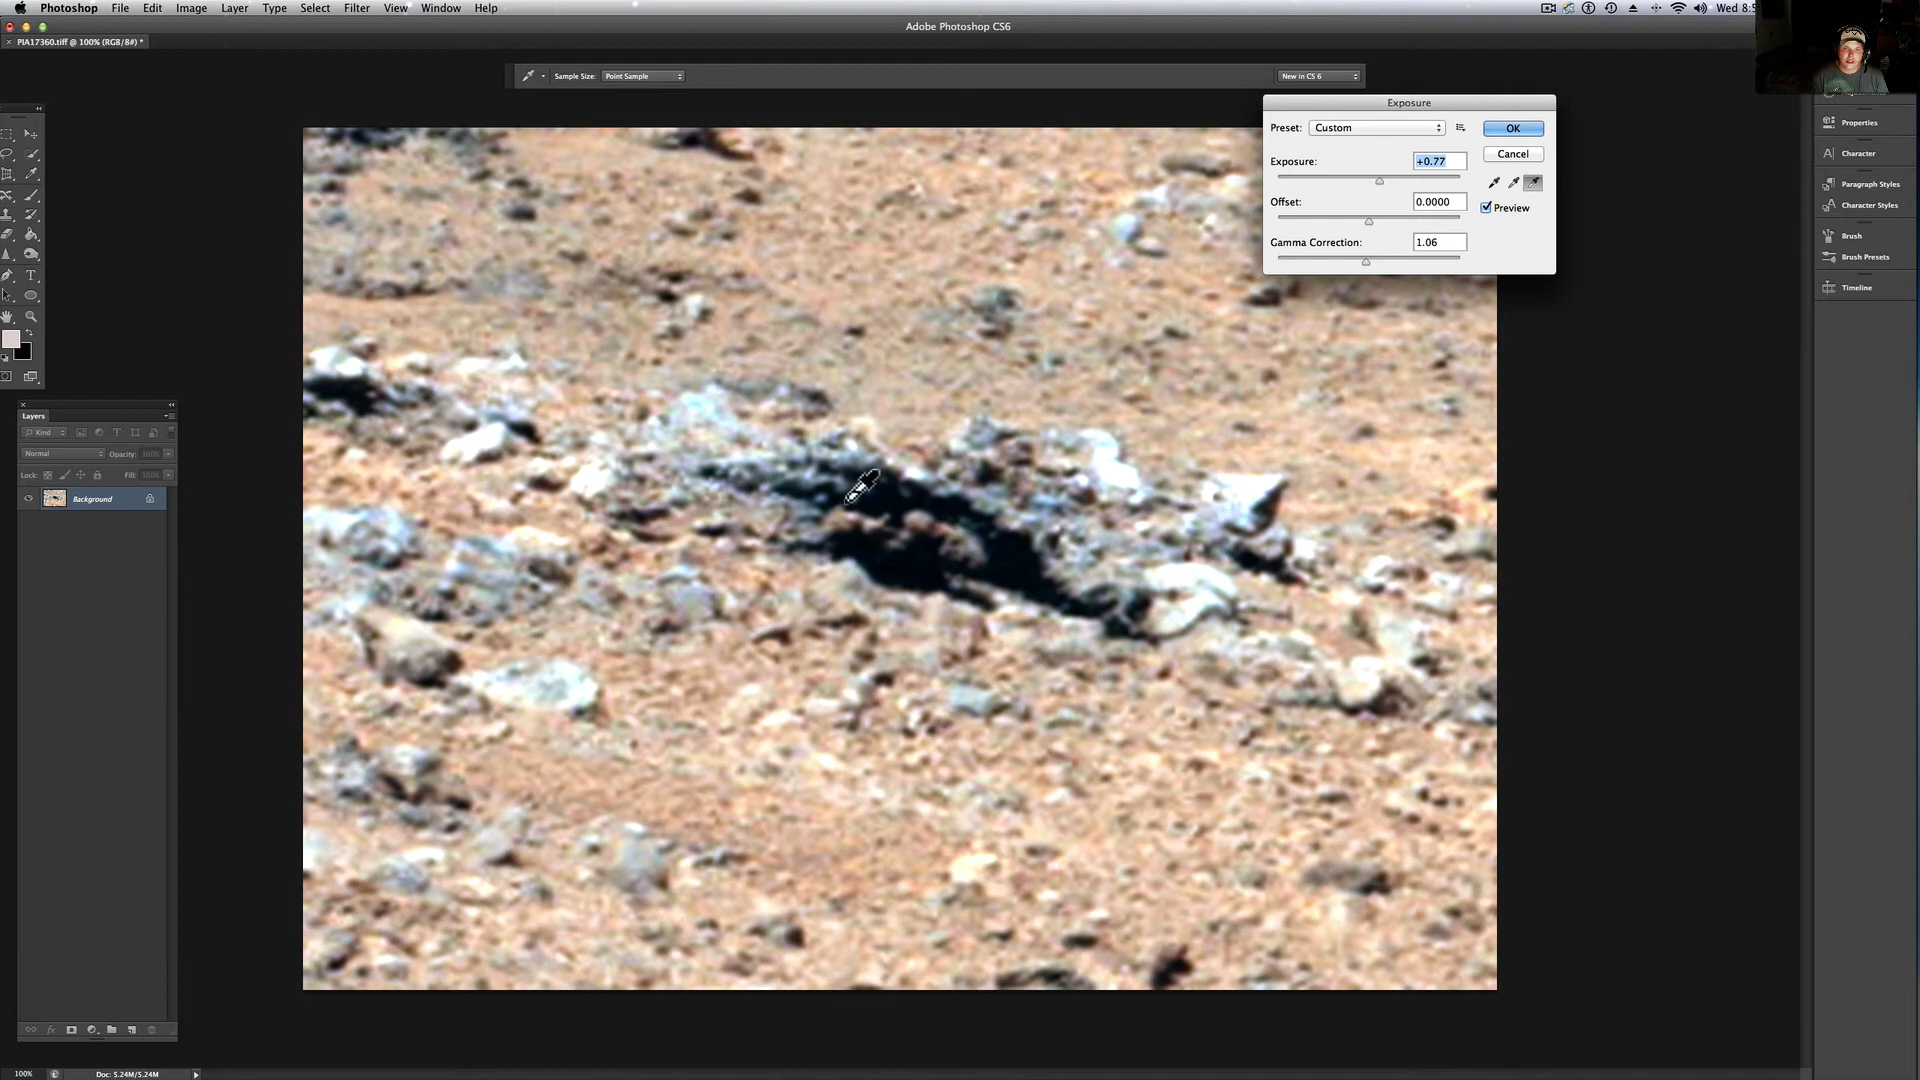 Photoshop File Edit Image Layer Type Select Filter View Window Help
Adobe Photoshop CS6
PIA17360.tiff @ 100% (RGB/8#) *
Sample Size: Point Sample
New in CS 6
Exposure
Preset: Custom
OK
Exposure: +0.77
Cancel
Offset: 0.0000
Preview
Gamma Correction: 1.06
Properties
Character
Paragraph Styles
Character Styles
Brush
Brush Presets
Timeline
Layers
Kind
Normal Opacity: 100%
Lock: Fill: 100%
Background
100% Doc: 5.24M/5.24M